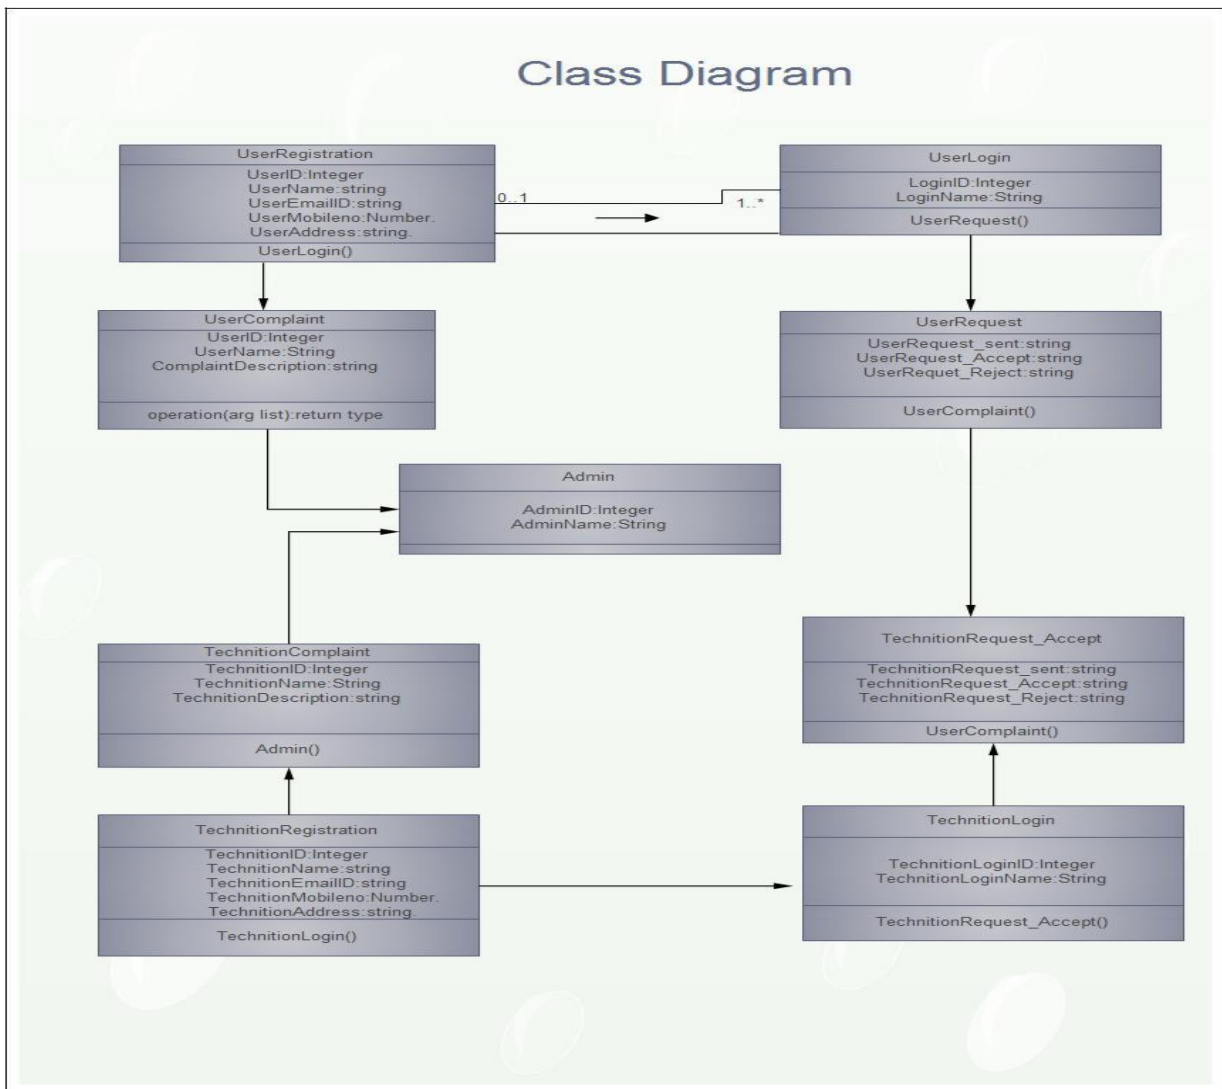 Class Diagram
UserRegistration
UserID:Integer
UserName:string
UserEmailID:string
UserMobileno:Number.
UserAddress:string.
UserLogin()
0..1
1..*
UserLogin
LoginID:Integer
LoginName:String
UserRequest()
UserComplaint
UserID:Integer
UserName:String
ComplaintDescription:string
operation(arg list):return type
UserRequest
UserRequest_sent:string
UserRequest_Accept:string
UserRequet_Reject:string
UserComplaint()
Admin
AdminID:Integer
AdminName:String
TechnitionComplaint
TechnitionID:Integer
TechnitionName:String
TechnitionDescription:string
Admin()
TechnitionRequest_Accept
TechnitionRequest_sent:string
TechnitionRequest_Accept:string
TechnitionRequest_Reject:string
UserComplaint()
TechnitionRegistration
TechnitionID:Integer
TechnitionName:string
TechnitionEmailID:string
TechnitionMobileno:Number.
TechnitionAddress:string.
TechnitionLogin()
TechnitionLogin
TechnitionLoginID:Integer
TechnitionLoginName:String
TechnitionRequest_Accept()